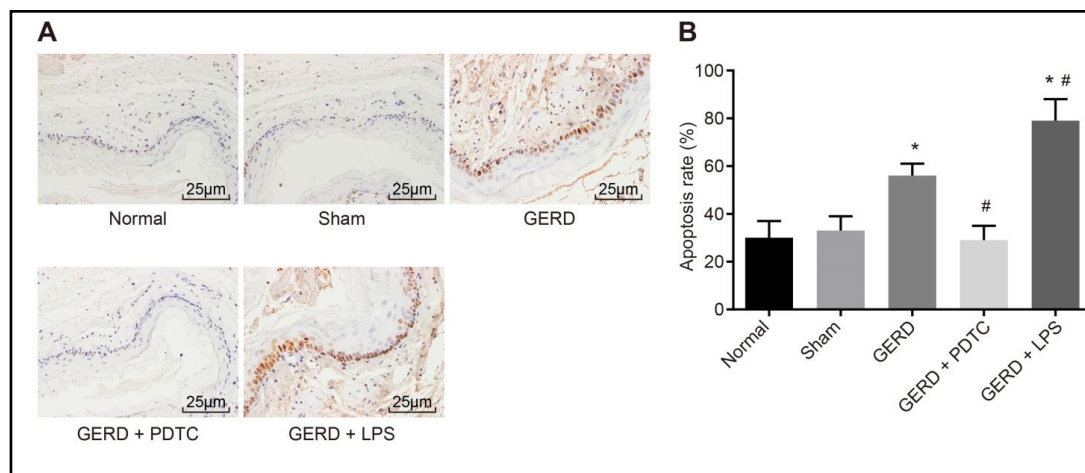 A
25μm
25μm
25μm
Normal
Sham
GERD
25μm
25μm
GERD + PDTC
GERD + LPS
B
Apoptosis rate (%)
100
80
60
40
20
0
*
#
* #
Normal
Sham
GERD
GERD + PDTC
GERD + LPS